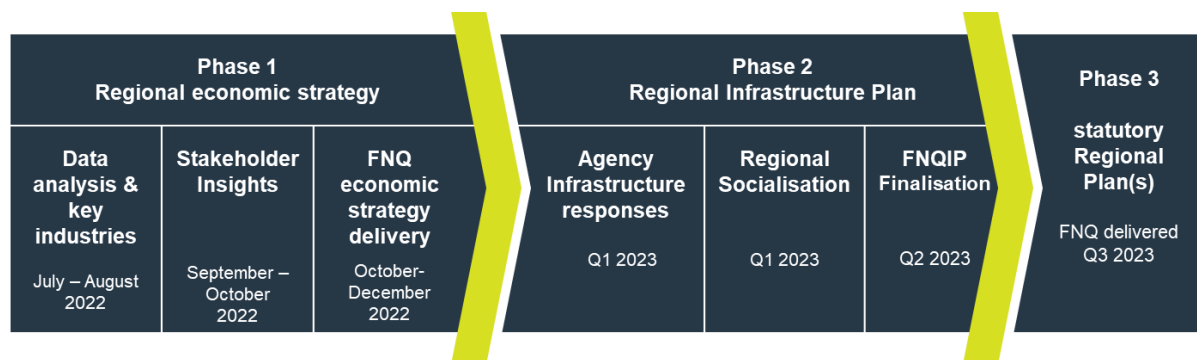 Phase 1
Regional economic strategy
Data
analysis &
key
industries
July – August
2022
Stakeholder
Insights
September –
October
2022
FNQ
economic
strategy
delivery
October-
December
2022
Phase 2
Regional Infrastructure Plan
Agency
Infrastructure
responses
Q1 2023
Regional
Socialisation
Q1 2023
FNQIP
Finalisation
Q2 2023
Phase 3
statutory
Regional
Plan(s)
FNQ delivered
Q3 2023